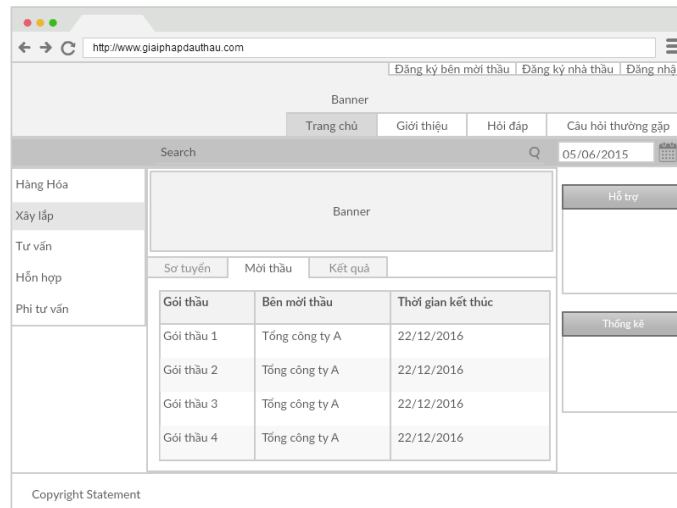 http://www.giaiphapdauthau.com
Đăng ký bên mời thầu Đăng ký nhà thầu Đăng nhậ
Banner
Trang chủ Giới thiệu Hỏi đáp Câu hỏi thường gặp
Search 05/06/2015
Hàng Hóa
Xây lắp
Tư vấn
Hỗn hợp
Phi tư vấn
Banner
Sơ tuyển Mời thầu Kết quả
Gói thầu Bên mời thầu Thời gian kết thúc
Gói thầu 1 Tổng công ty A 22/12/2016
Gói thầu 2 Tổng công ty A 22/12/2016
Gói thầu 3 Tổng công ty A 22/12/2016
Gói thầu 4 Tổng công ty A 22/12/2016
Hỗ trợ
Thống kê
Copyright Statement